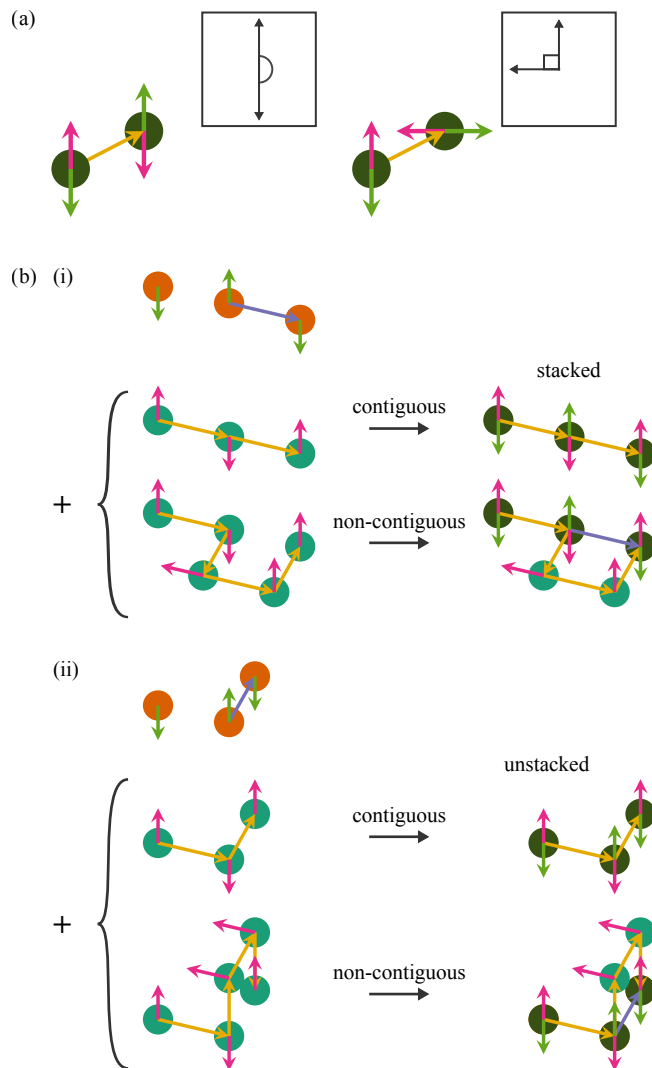 (a)
(b) (i)
stacked
contiguous
+
non-contiguous
(ii)
unstacked
contiguous
+
non-contiguous